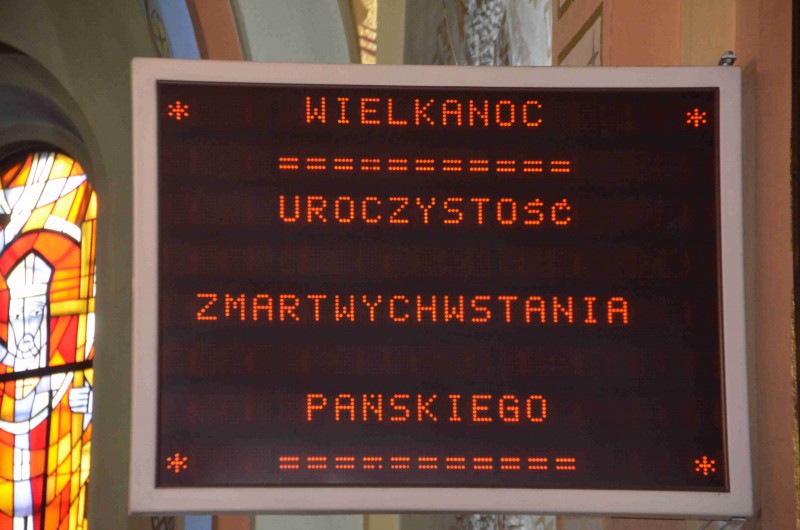 * WIELKANOC *
===========
UROCZYSTOŚĆ
ZMARTWYCHWSTANIA
PAŃSKIEGO
* =========== *